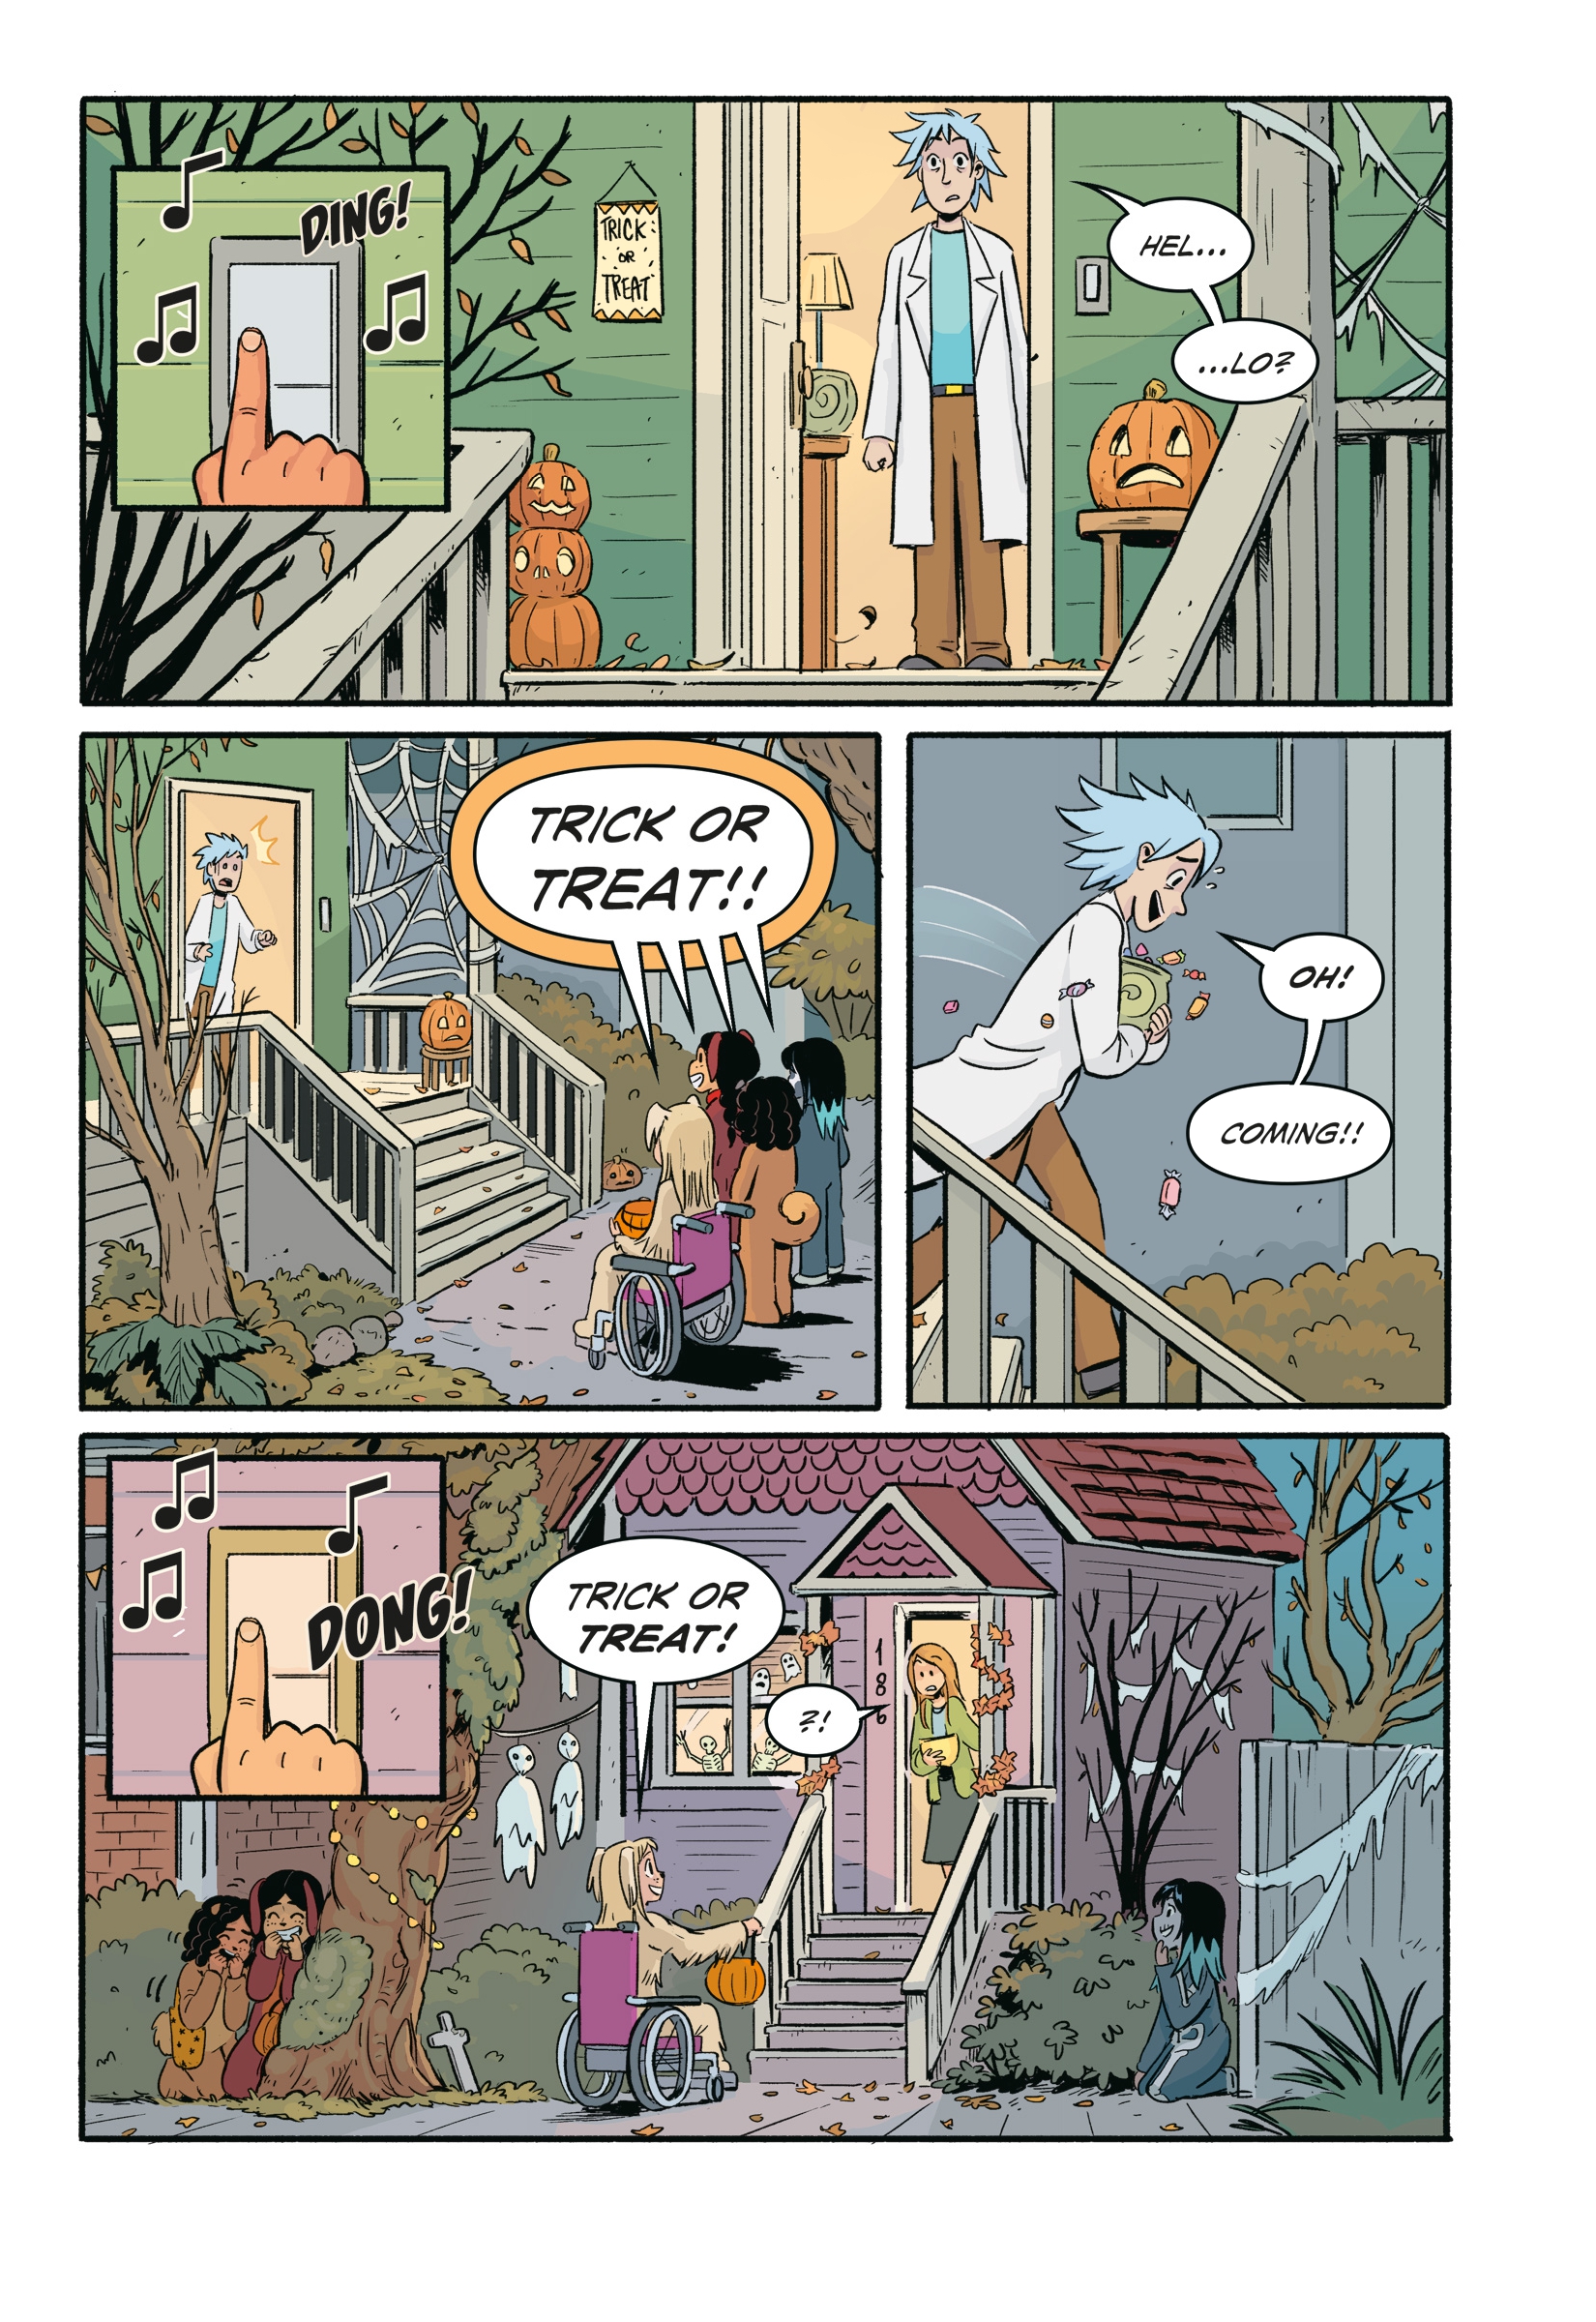 DING!
TRICK
OR
TREAT
HEL...
...LO?
TRICK OR
TREAT!!
OH!
COMING!!
DONG!
TRICK OR
TREAT!
?!
1
8
6